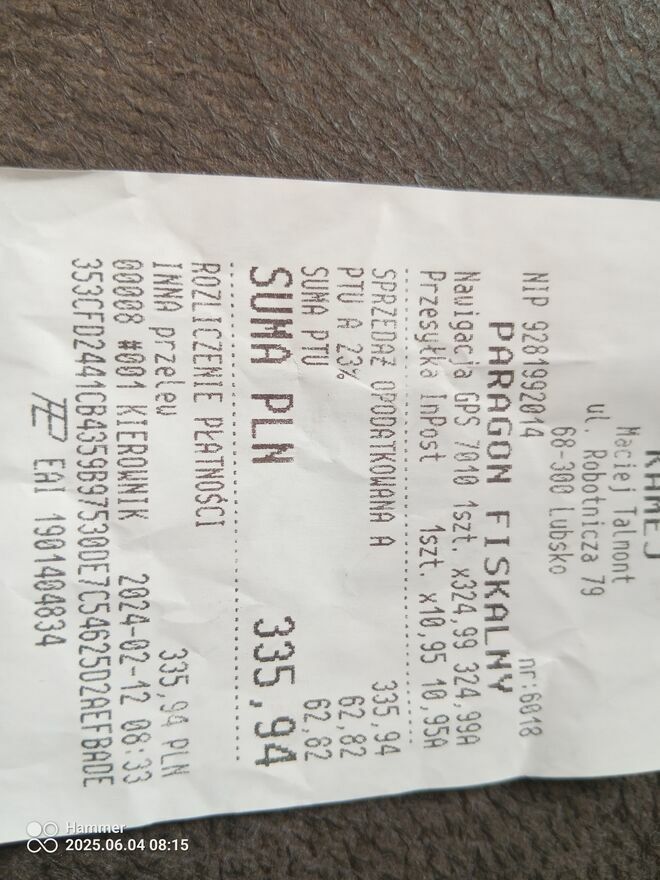 KAMEJ
Maciej Talmont
ul. Robotnicza 79
68-300 Lubsko
NIP 9281992014 nr:6018
PARAGON FISKALNY
Nawigacja GPS 7010 1szt. x324,99 324,99A
Przesyłka InPost 1szt. x10,95 10,95A
SPRZEDAŻ OPODATKOWANA A 335,94
PTU A 23% 62,82
SUMA PTU 62,82
SUMA PLN 335,94
ROZLICZENIE PŁATNOŚCI
INNA przelew 335,94 PLN
00008 #001 KIEROWNIK 2024-02-12 08:33
353CFD2441CB4359B97530DE7C54625D2AEFBADE
EAI 1901404834
Hammer
2025.06.04 08:15